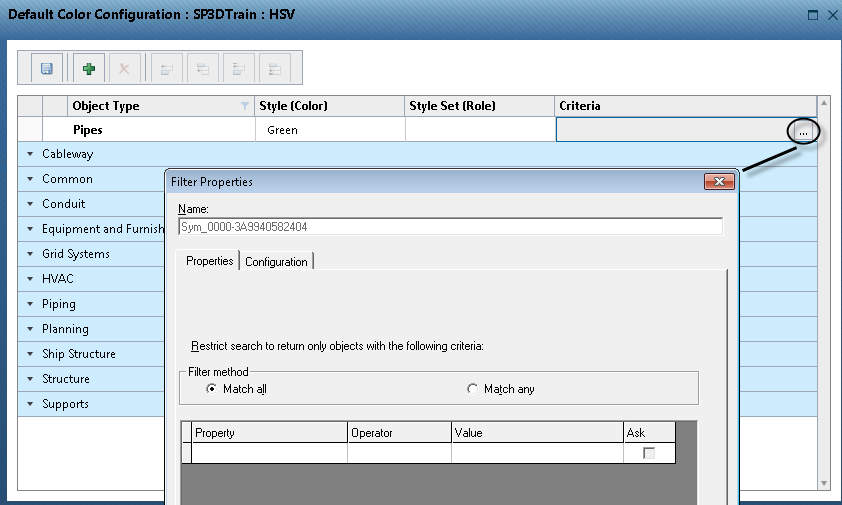 Default Color Configuration : SP3DTrain : HSV
Object Type Style (Color) Style Set (Role) Criteria
Pipes Green ...
Cableway
Common
Conduit
Equipment and Furnish
Grid Systems
HVAC
Piping
Planning
Ship Structure
Structure
Supports
Filter Properties
Name:
Sym_0000-3A9940582404
Properties Configuration
Restrict search to return only objects with the following criteria:
Filter method
Match all Match any
Property Operator Value Ask